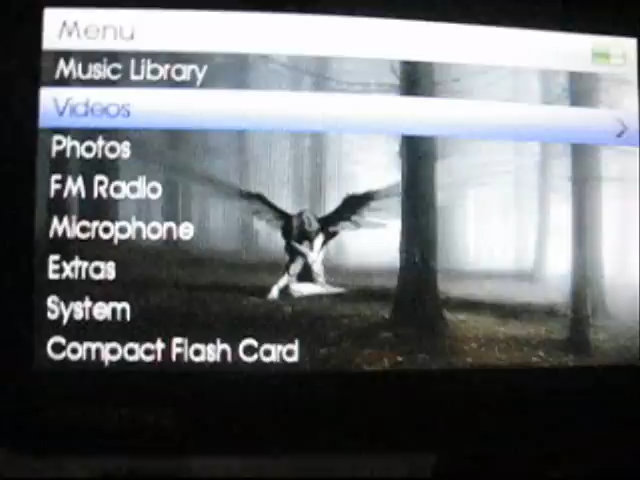 Menu
Music Library
Videos
Photos
FM Radio
Microphone
Extras
System
Compact Flash Card